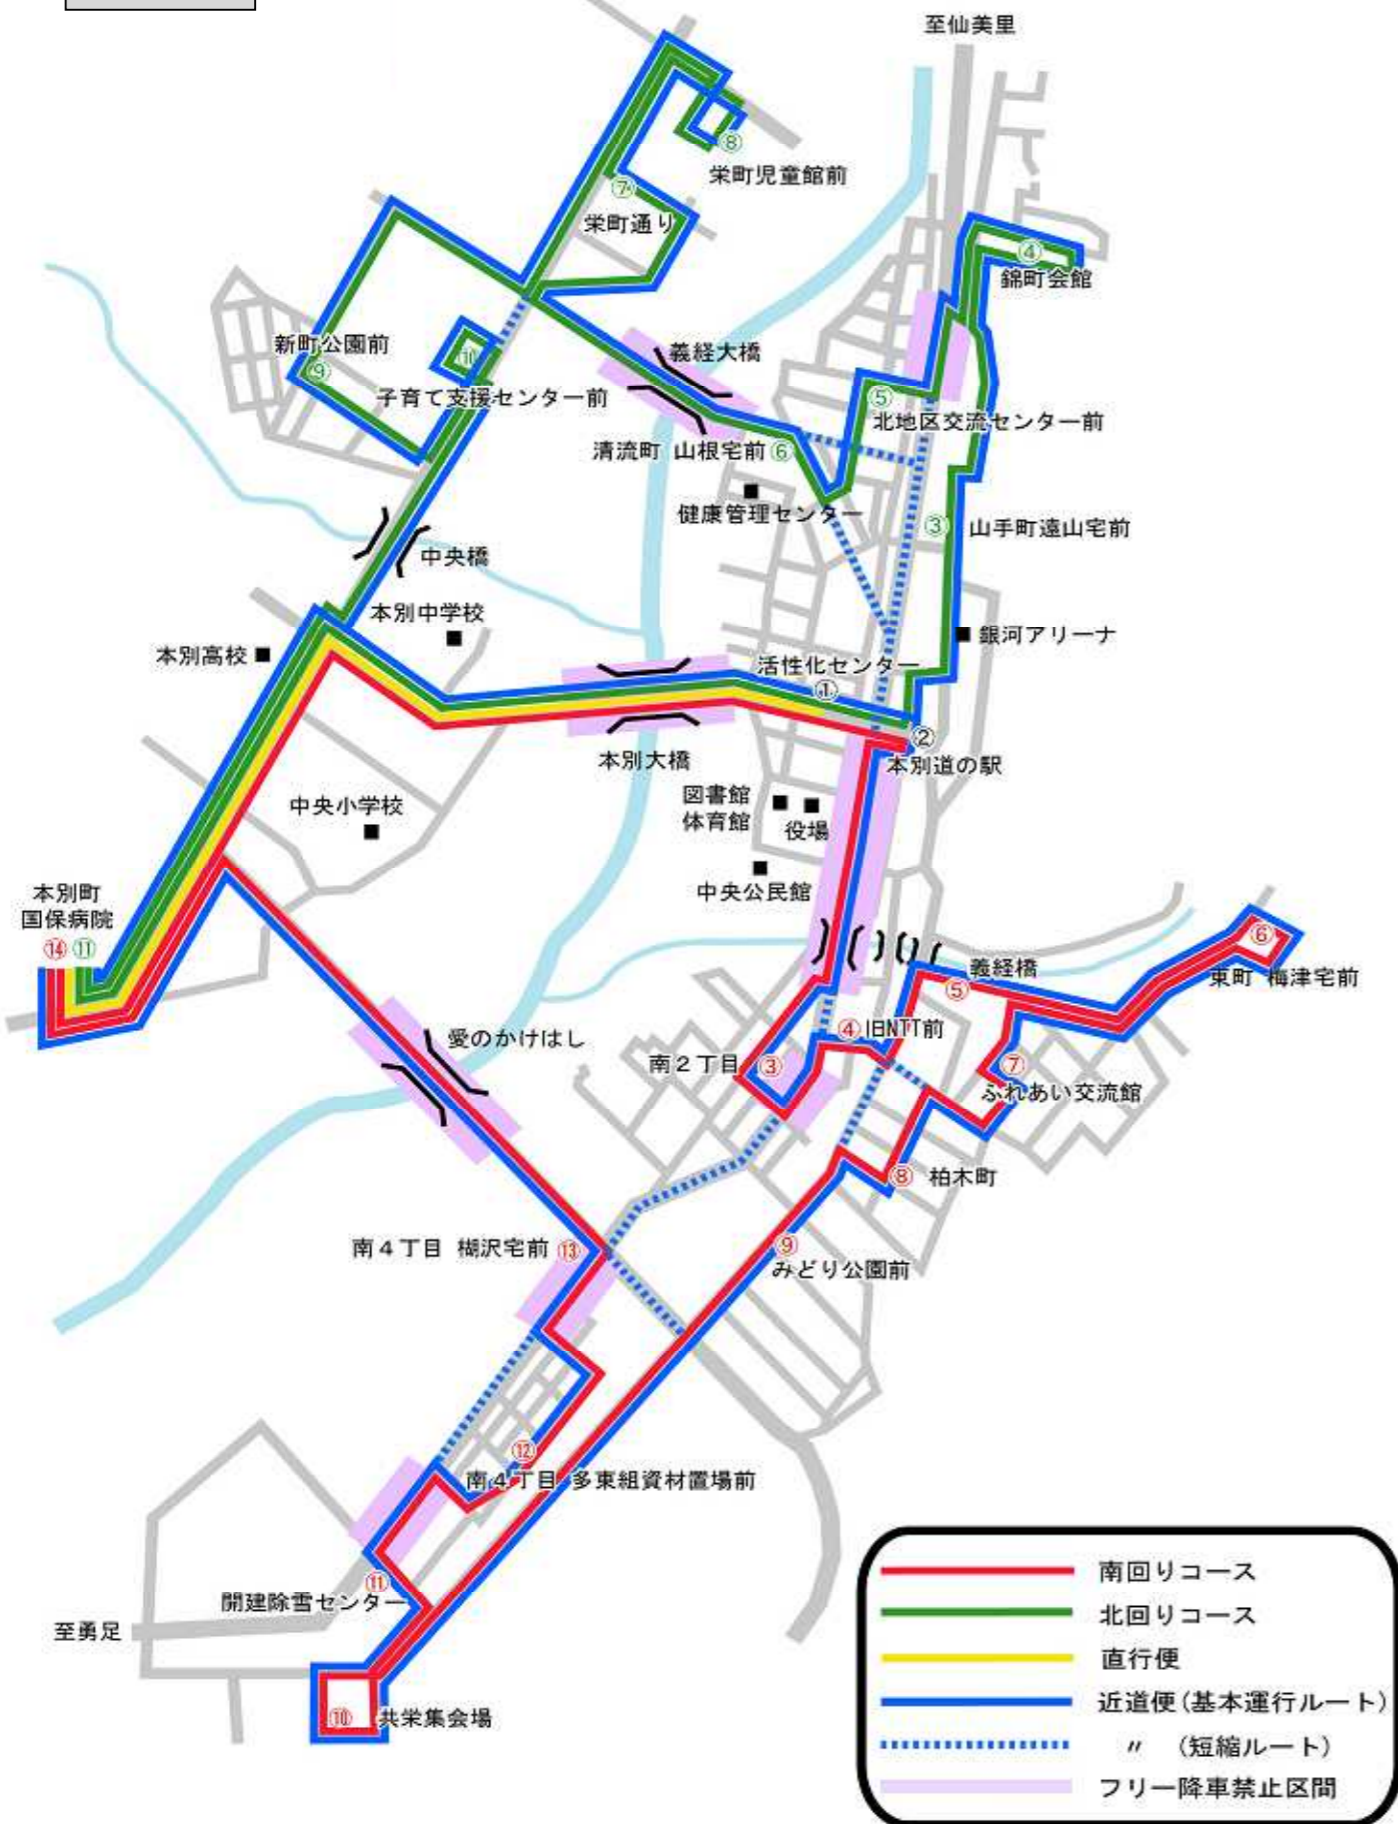 至仙美里
⑧
栄町児童館前
⑦
栄町通り
④
錦町会館
新町公園前
⑨
⑩
子育て支援センター前
義経大橋
⑤
北地区交流センター前
清流町 山根宅前⑥
健康管理センター
③
山手町遠山宅前
中央橋
本別中学校
本別高校
銀河アリーナ
活性化センター
①
②
本別道の駅
本別大橋
図書館
体育館
役場
中央小学校
中央公民館
本別町
国保病院
⑭ ⑪
義経橋
⑤
⑥
東町 梅津宅前
④旧NTT前
愛のかけはし
南2丁目
③
⑦
ふれあい交流館
⑧
柏木町
南4丁目 楜沢宅前
⑬
⑨
みどり公園前
⑫
南4丁目 多東組資材置場前
⑪
開建除雪センター
至勇足
⑩
共栄集会場
南回りコース
北回りコース
直行便
近道便(基本運行ルート)
〃 (短縮ルート)
フリー降車禁止区間